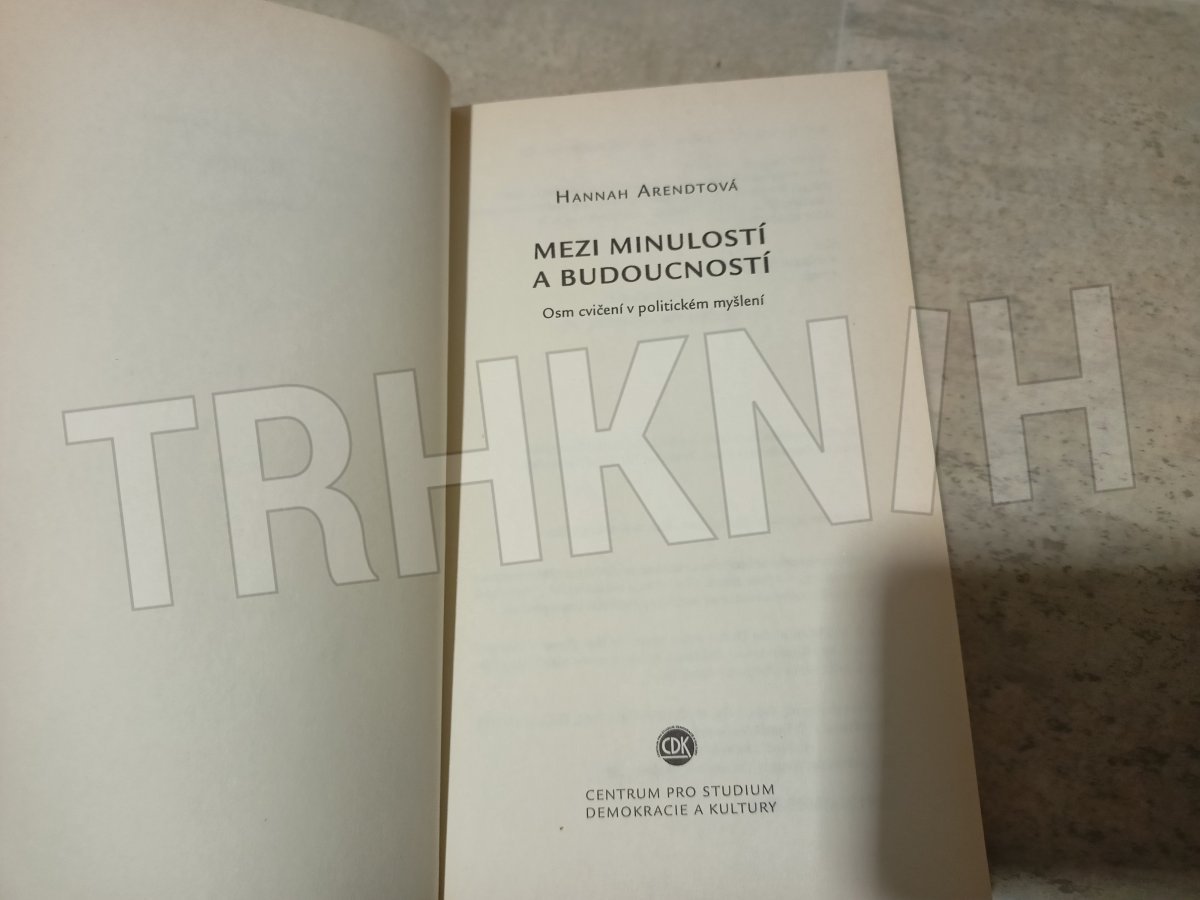 HANNAH ARENDTOVÁ
MEZI MINULOSTÍ
A BUDOUCNOSTÍ
Osm cvičení v politickém myšlení
TRHKNIH
CDK
CENTRUM PRO STUDIUM
DEMOKRACIE A KULTURY